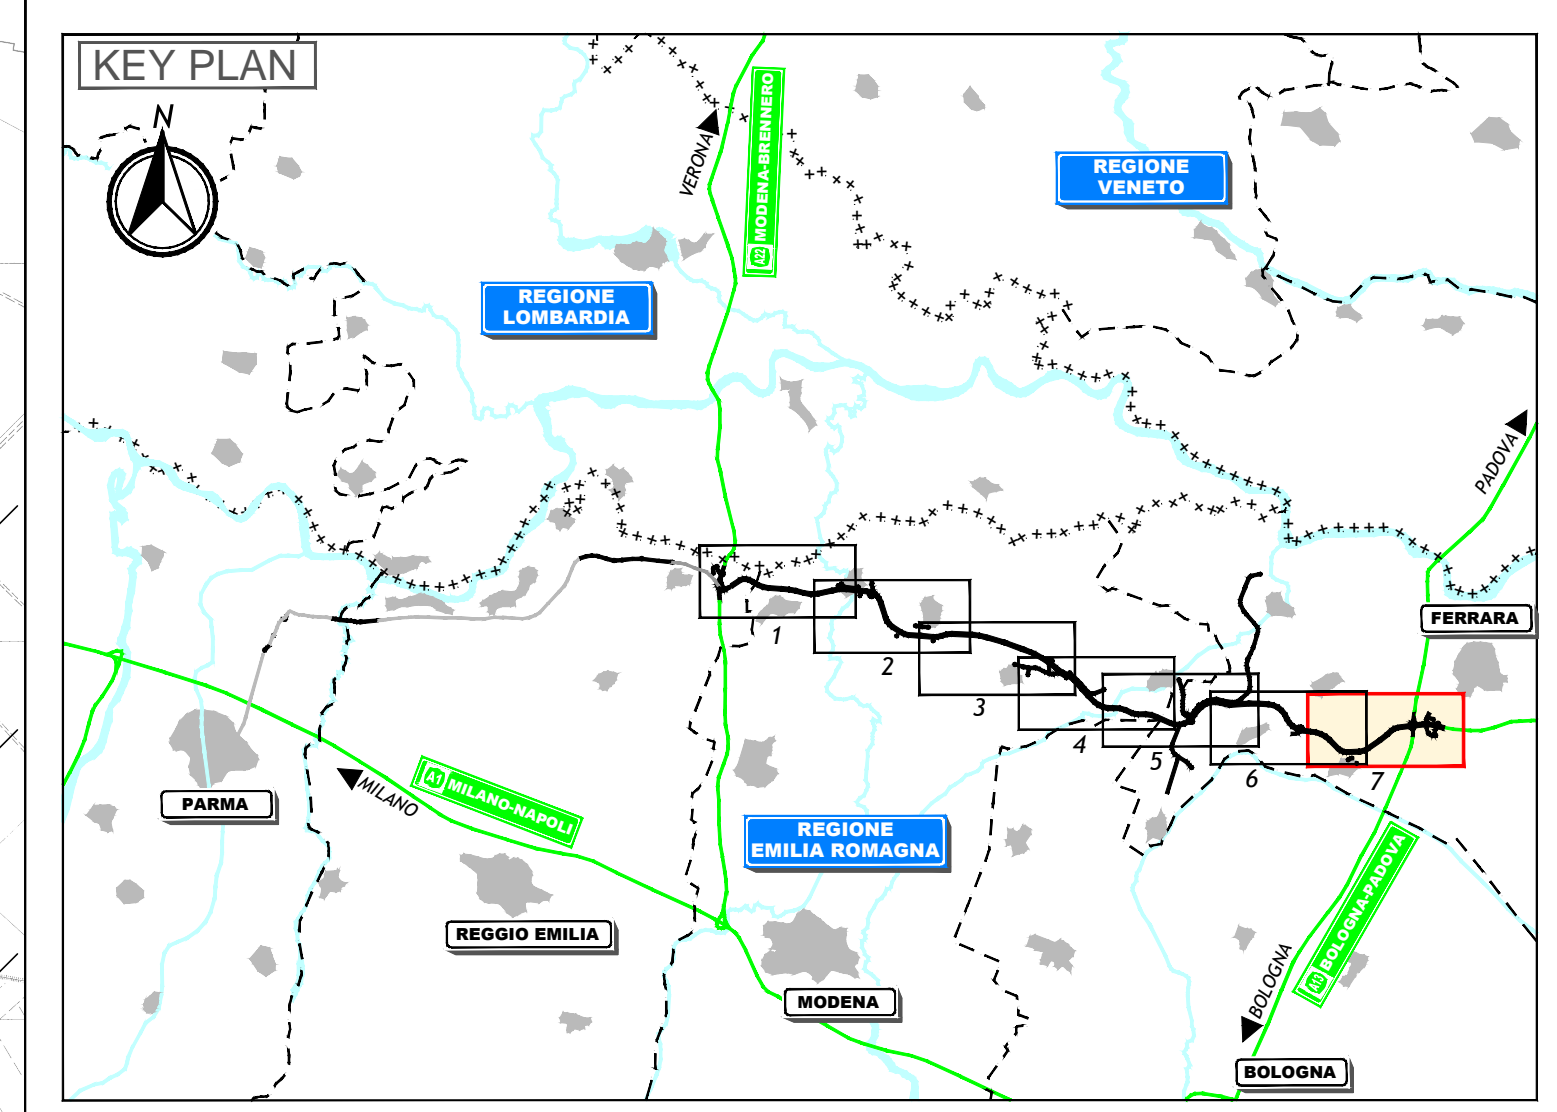 KEY PLAN
N
VERONA
A22 MODENA-BRENNERO
REGIONE
VENETO
REGIONE
LOMBARDIA
PADOVA
FERRARA
1
2
3
4
5
6
7
PARMA
MILANO
A1 MILANO-NAPOLI
REGIONE
EMILIA ROMAGNA
A13 BOLOGNA-PADOVA
REGGIO EMILIA
MODENA
BOLOGNA
BOLOGNA